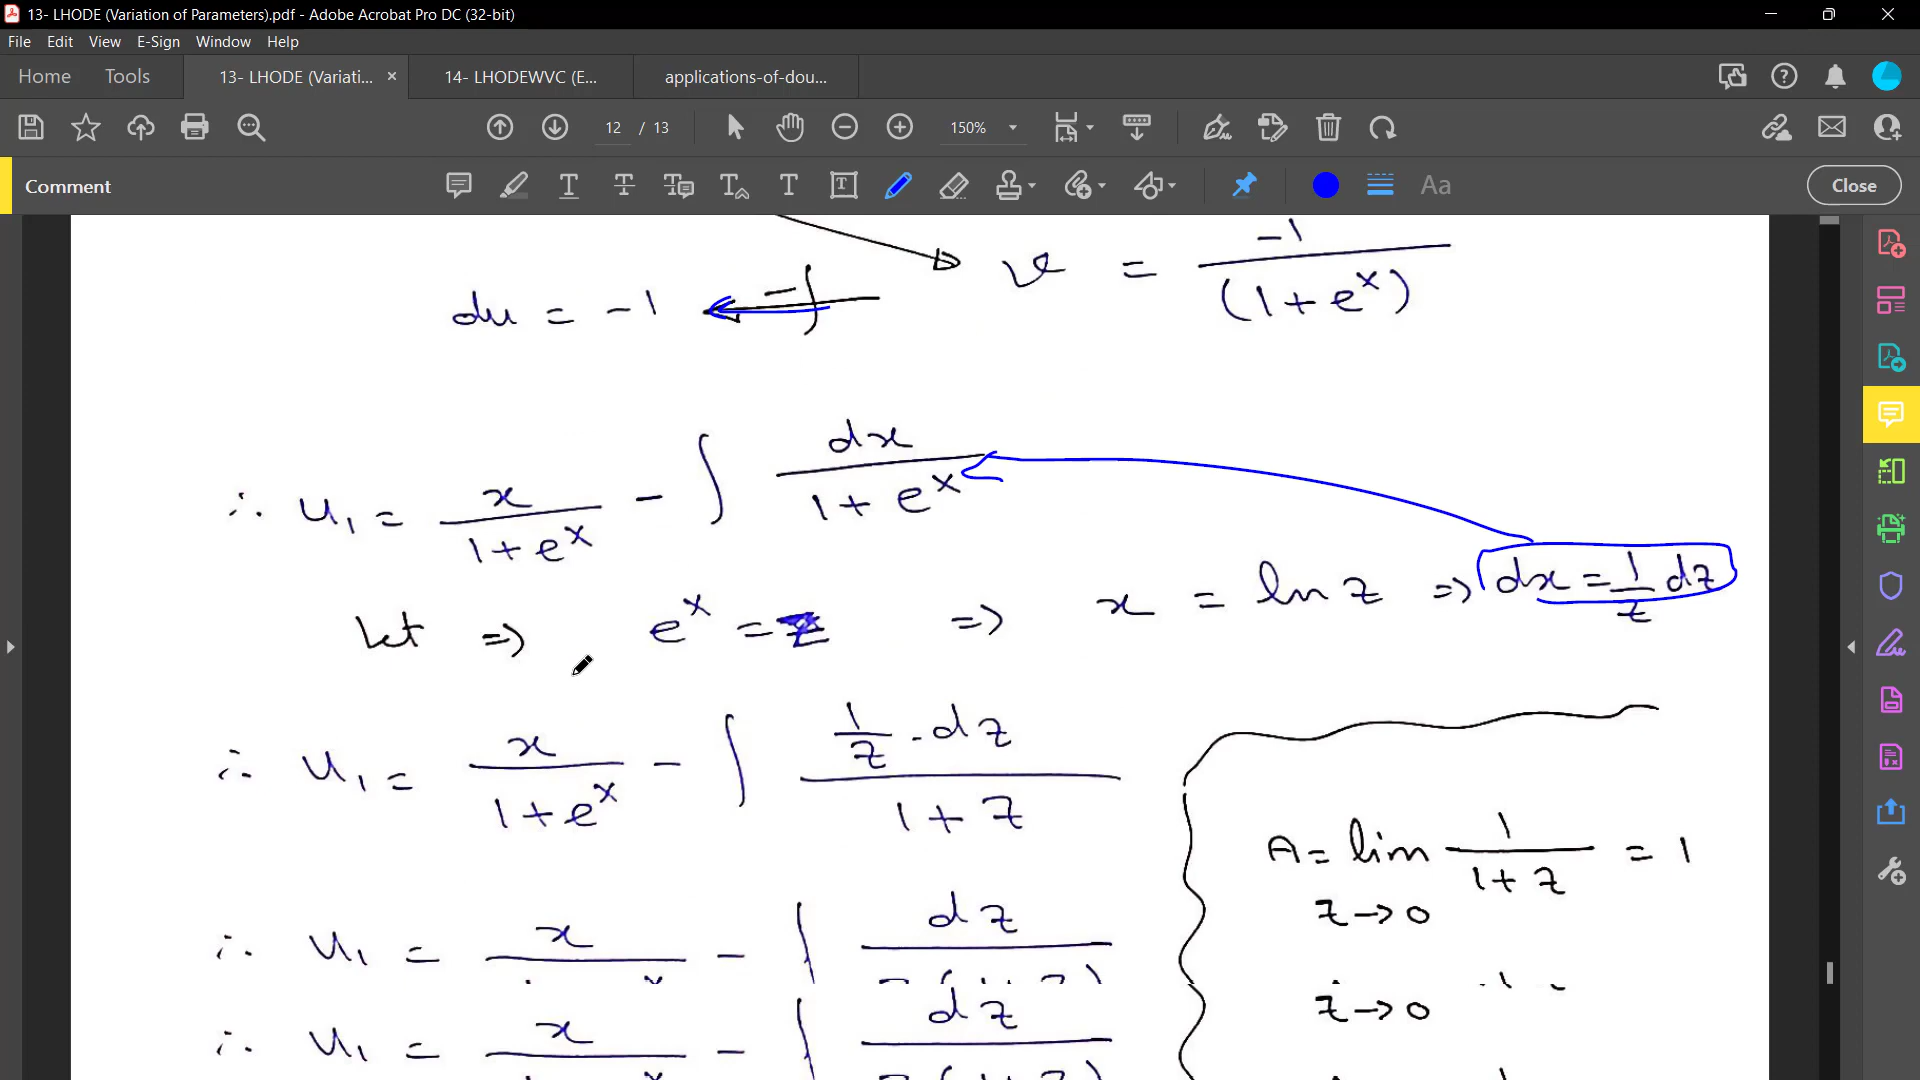 13- LHODE (Variation of Parameters).pdf - Adobe Acrobat Pro DC (32-bit)
File Edit View E-Sign Window Help
Home Tools 13- LHODE (Variati... × 14- LHODEWVC (E... applications-of-dou...
12 / 13 150%
Comment Aa Close
v = -1 / (1+e^x)
du = -1 ← -1
∴ u₁ = x / (1+e^x) - ∫ dx / (1+e^x)
Let ⇒ e^x = z ⇒ x = ln z ⇒ dx = 1/z dz
∴ u₁ = x / (1+e^x) - ∫ (1/z . dz) / (1+z)
A = lim 1 / (1+z) = 1
z→0
∴ u₁ = x - ∫ dz
z→0
∴ u₁ = x - ∫ dz